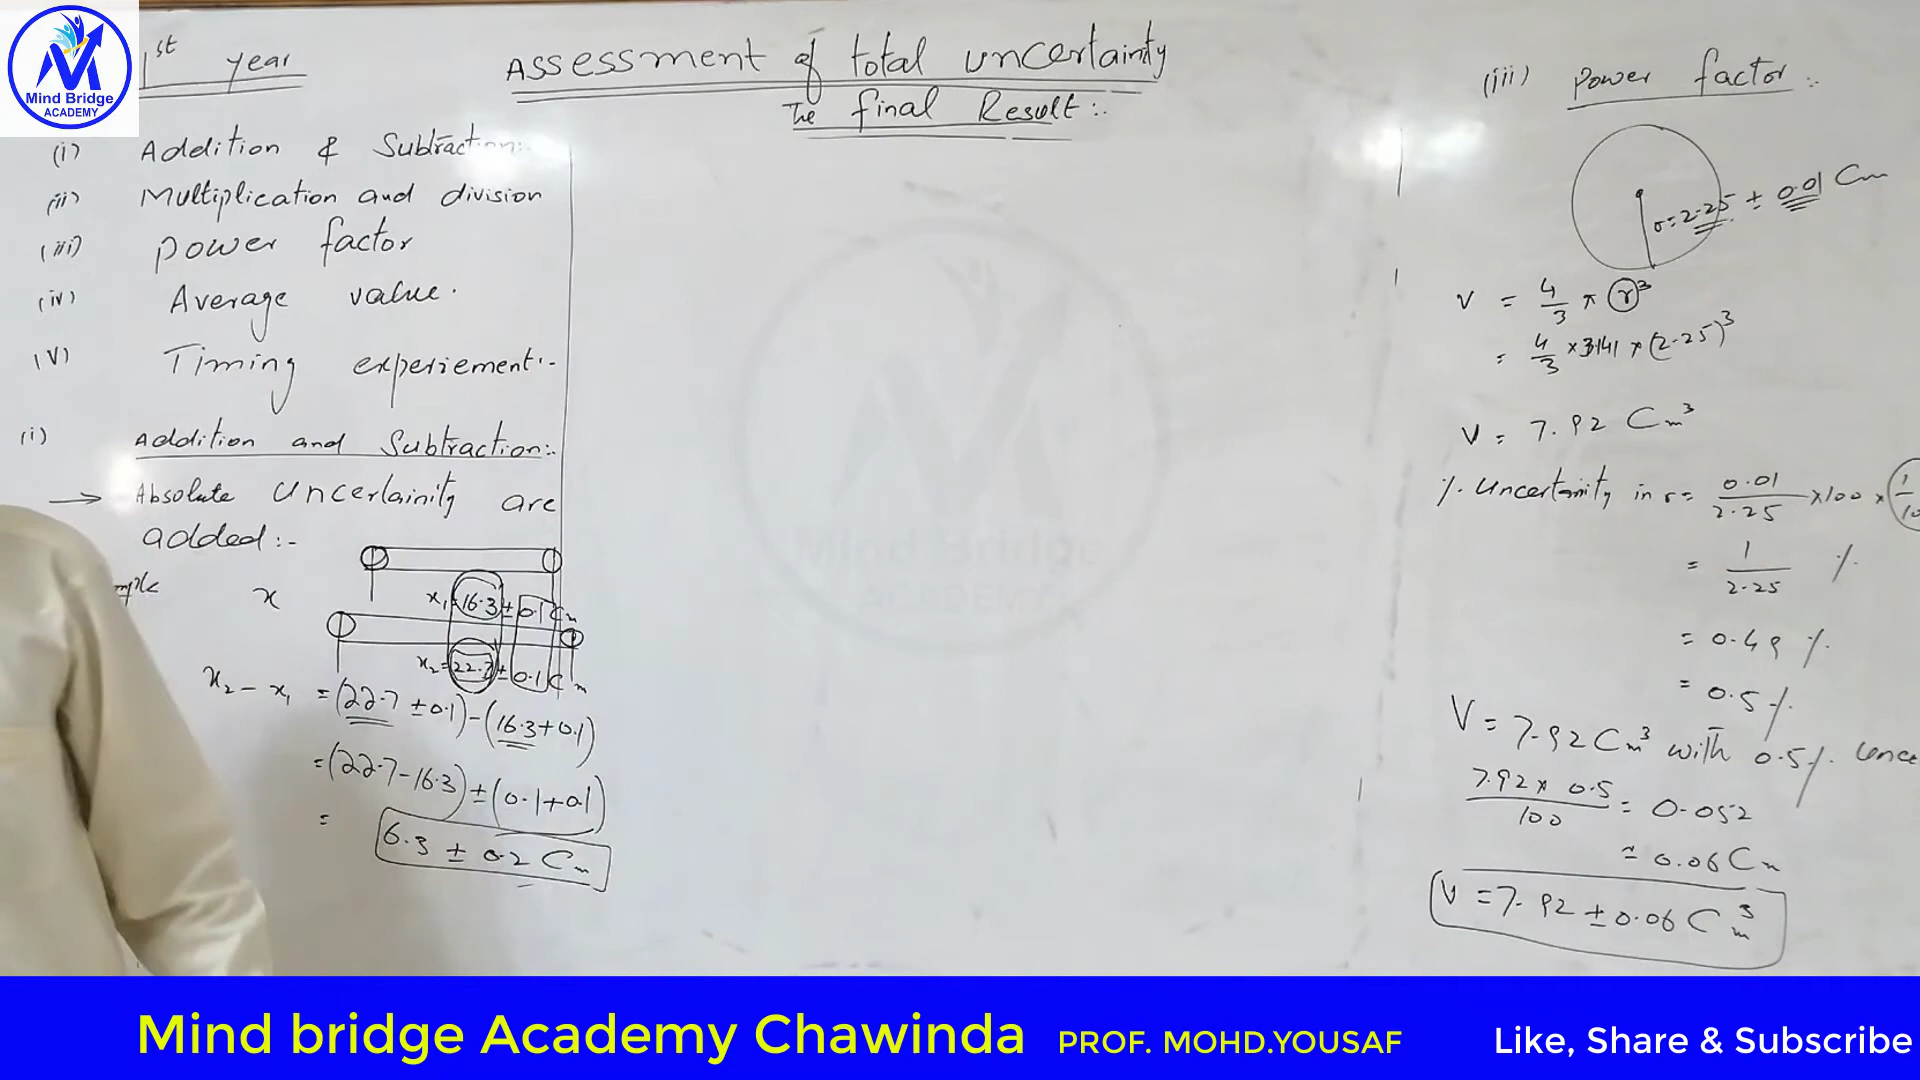 Mind Bridge
ACADEMY
1st year
Assessment of total uncertainity
The final Result:.
(i) Addition & Subtraction:.
(ii) Multiplication and division
(iii) power factor
(iv) Average value.
(V) Timing experiement:-
(i) Addition and Subtraction:.
→ Absolute uncertainity are
added:-
x
x₁=16.3 ± 0.1 Cm
x₂=22.7 ± 0.1 Cm
x₂ - x₁ = (22.7 ± 0.1) - (16.3+0.1)
= (22.7-16.3) ± (0.1+0.1)
= 6.3 ± 0.2 Cm
(iii) power factor :.
r=2.25 ± 0.01 Cm
V = 4/3 π r³
= 4/3 × 3.141 × (2.25)³
V = 7.92 Cm³
%. Uncertainity in r = 0.01/2.25 ×100 ×
= 1/2.25 %
= 0.49 %
= 0.5 %
V = 7.92 Cm³ with 0.5%.
7.92 × 0.5/100 = 0.052
= 0.06 Cm
V = 7.92 ± 0.06 Cm³
Mind Bridge
ACADEMY
Mind bridge Academy Chawinda PROF. MOHD.YOUSAF Like, Share & Subscribe